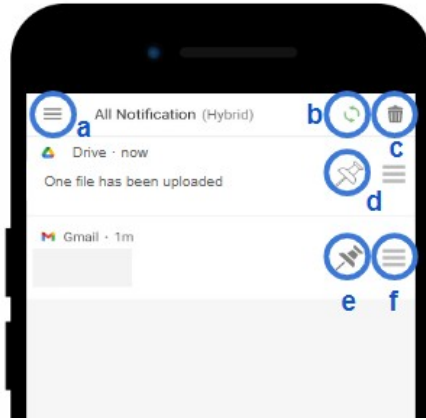 All Notification (Hybrid)
a
b
c
Drive · now
One file has been uploaded
d
Gmail · 1m
e
f